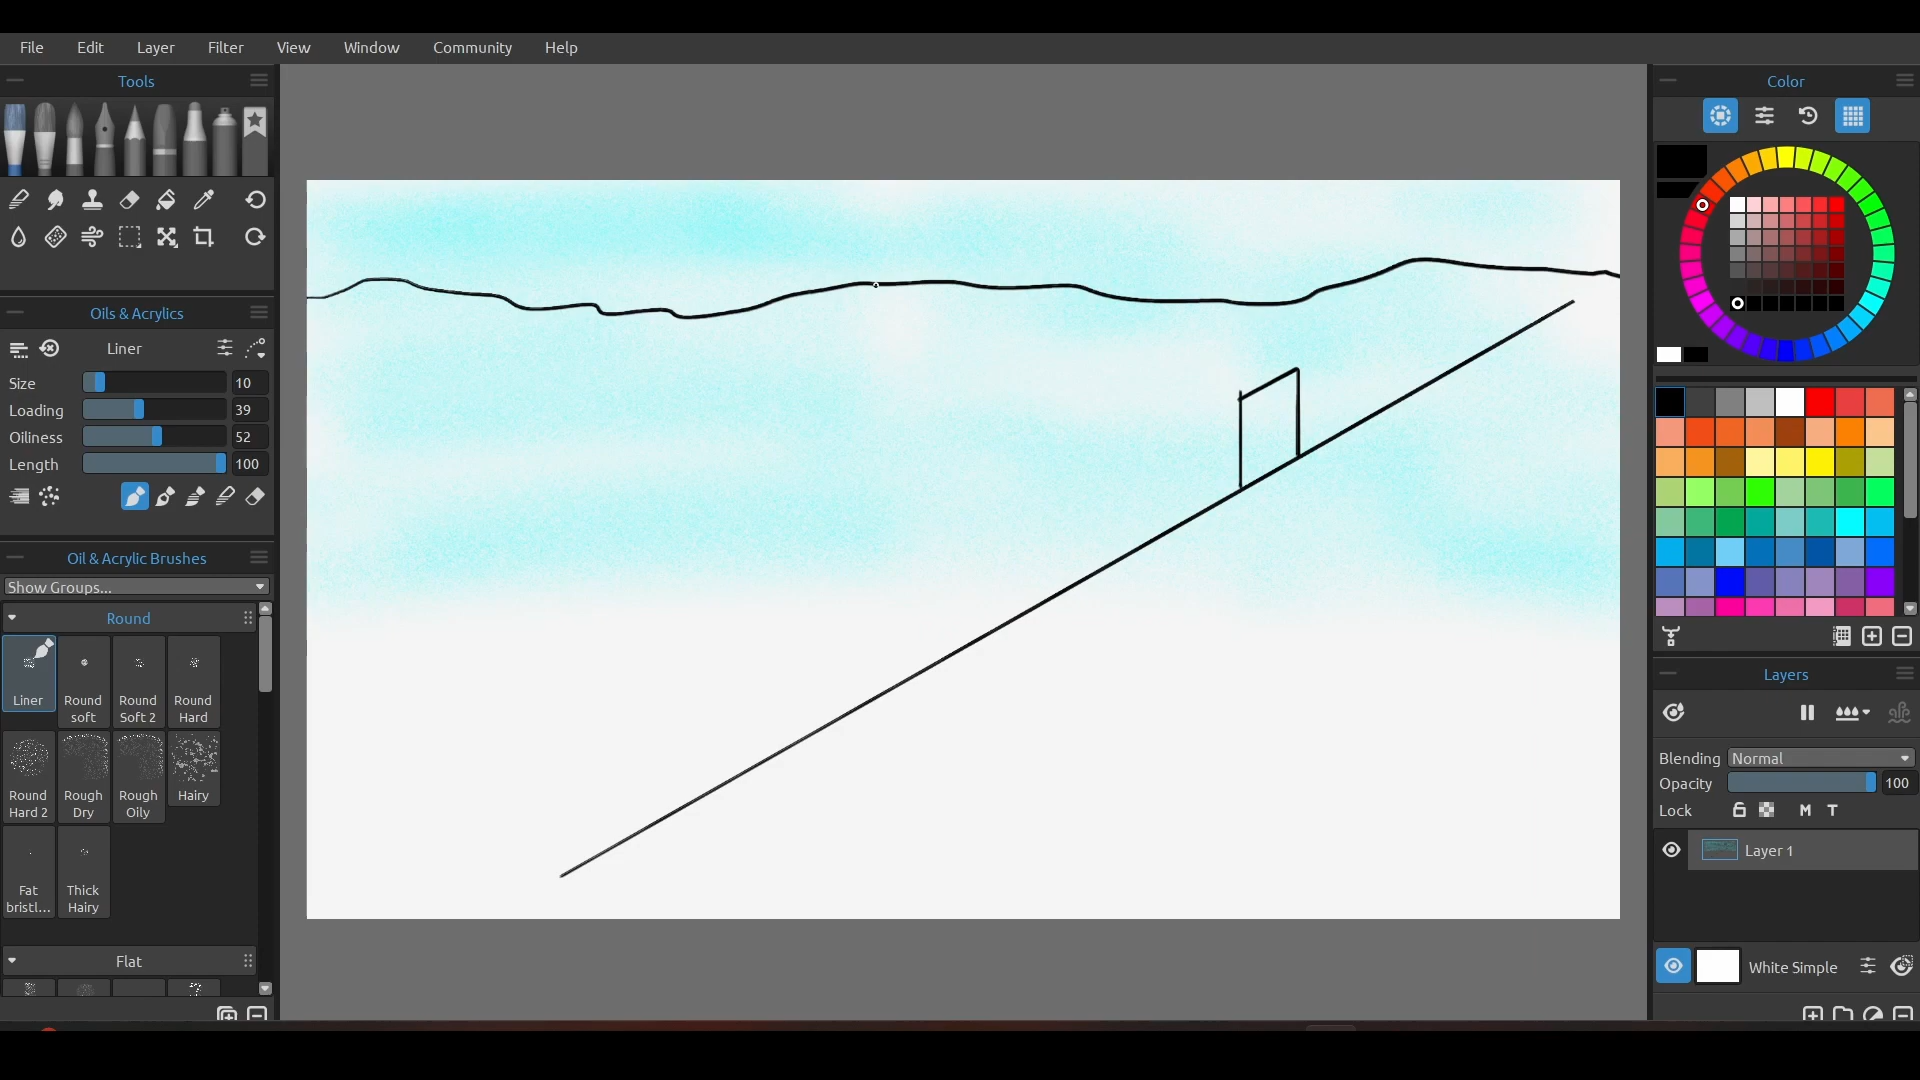 File Edit Layer Filter View Window Community Help
Tools
Color
Oils & Acrylics
Liner
Size 10
Loading 39
Oiliness 52
Length 100
Oil & Acrylic Brushes
Show Groups...
Round
Liner
Round soft
Round Soft 2
Round Hard
Round Hard 2
Rough Dry
Rough Oily
Hairy
Fat bristl...
Thick Hairy
Flat
Layers
Blending Normal
Opacity 100
Lock M T
Layer 1
White Simple